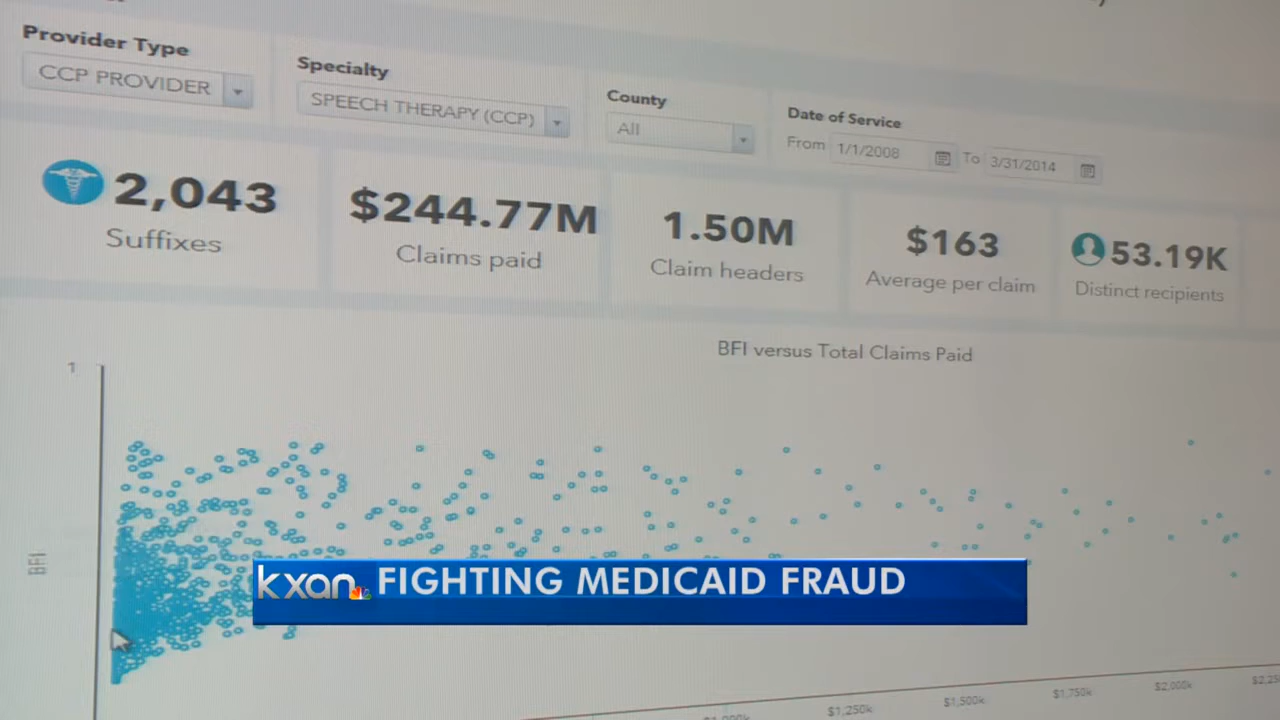 Provider Type
CCP PROVIDER
Specialty
SPEECH THERAPY (CCP)
County
All
Date of Service
From 1/1/2008 To 3/31/2014
2,043
Suffixes
$244.77M
Claims paid
1.50M
Claim headers
$163
Average per claim
53.19K
Distinct recipients
BFI versus Total Claims Paid
1
BFI
kxan FIGHTING MEDICAID FRAUD
$1,250k
$1,500k
$1,750k
$2,000k